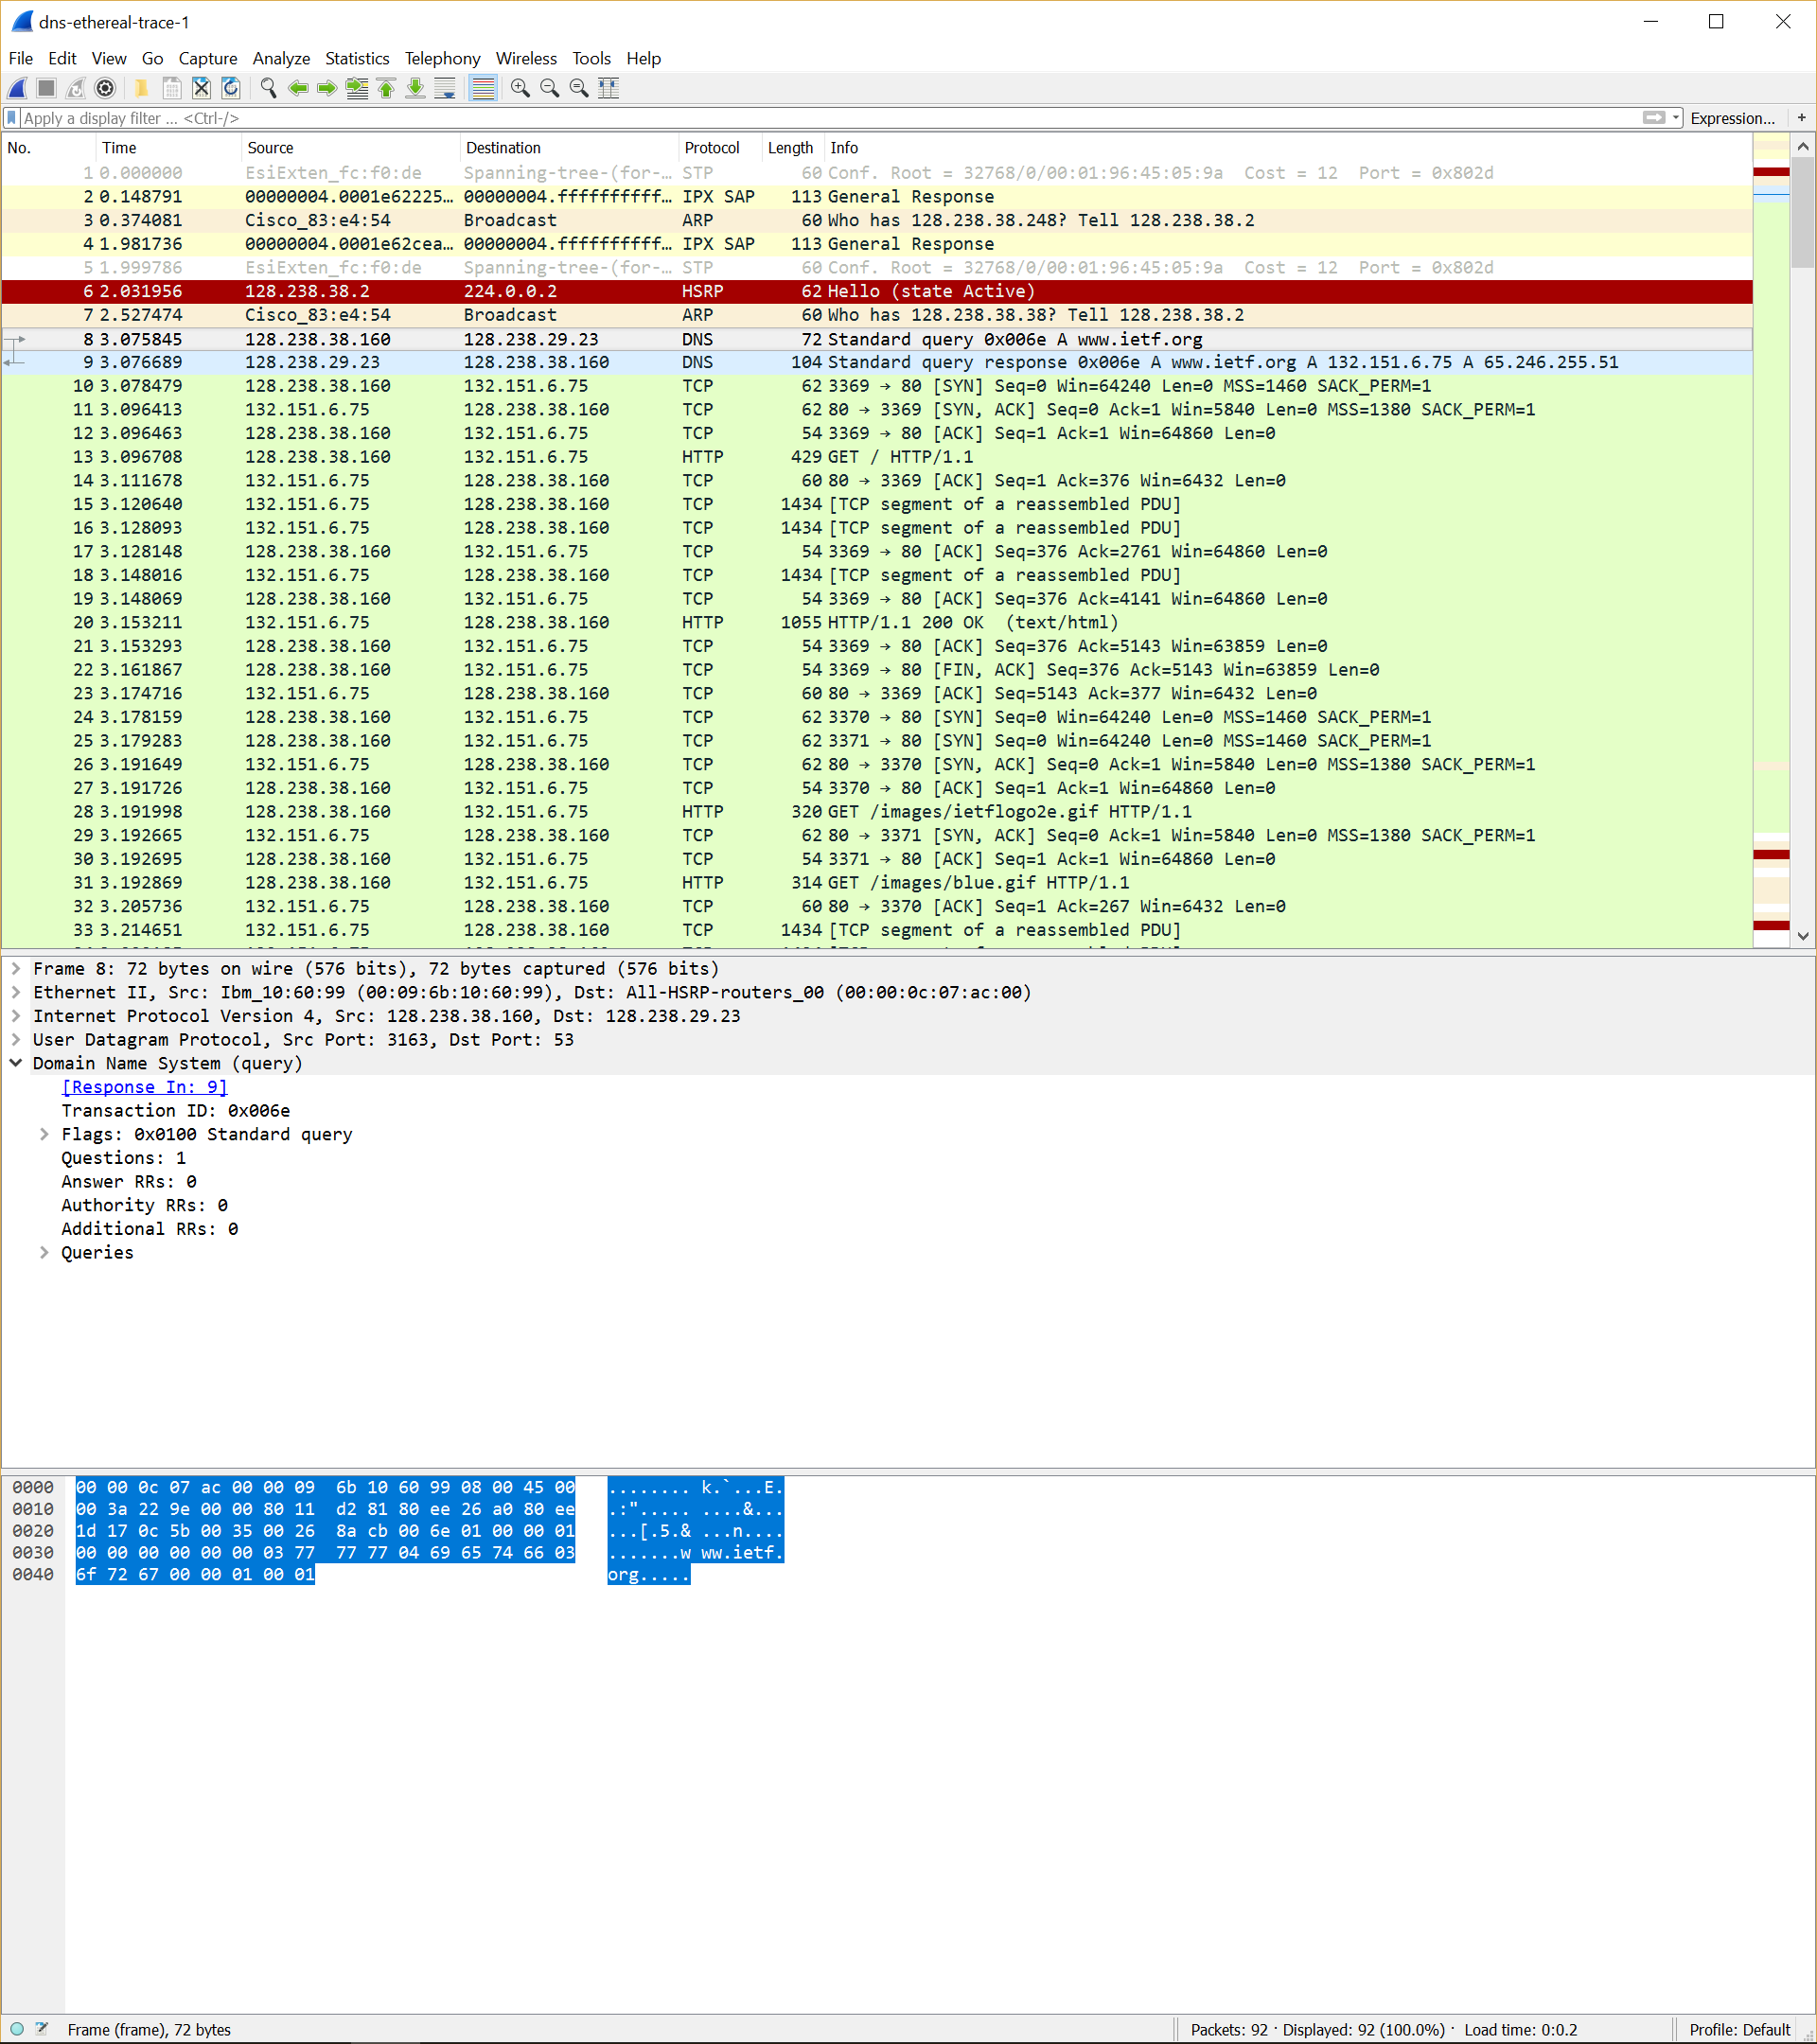 dns-ethereal-trace-1
File Edit View Go Capture Analyze Statistics Telephony Wireless Tools Help
Apply a display filter ... <Ctrl-/> Expression... +
No. Time Source Destination Protocol Length Info
1 0.000000 EsiExten_fc:f0:de Spanning-tree-(for-… STP 60 Conf. Root = 32768/0/00:01:96:45:05:9a Cost = 12 Port = 0x802d
2 0.148791 00000004.0001e62225… 00000004.ffffffffff… IPX SAP 113 General Response
3 0.374081 Cisco_83:e4:54 Broadcast ARP 60 Who has 128.238.38.248? Tell 128.238.38.2
4 1.981736 00000004.0001e62cea… 00000004.ffffffffff… IPX SAP 113 General Response
5 1.999786 EsiExten_fc:f0:de Spanning-tree-(for-… STP 60 Conf. Root = 32768/0/00:01:96:45:05:9a Cost = 12 Port = 0x802d
6 2.031956 128.238.38.2 224.0.0.2 HSRP 62 Hello (state Active)
7 2.527474 Cisco_83:e4:54 Broadcast ARP 60 Who has 128.238.38.38? Tell 128.238.38.2
8 3.075845 128.238.38.160 128.238.29.23 DNS 72 Standard query 0x006e A www.ietf.org
9 3.076689 128.238.29.23 128.238.38.160 DNS 104 Standard query response 0x006e A www.ietf.org A 132.151.6.75 A 65.246.255.51
10 3.078479 128.238.38.160 132.151.6.75 TCP 62 3369 → 80 [SYN] Seq=0 Win=64240 Len=0 MSS=1460 SACK_PERM=1
11 3.096413 132.151.6.75 128.238.38.160 TCP 62 80 → 3369 [SYN, ACK] Seq=0 Ack=1 Win=5840 Len=0 MSS=1380 SACK_PERM=1
12 3.096463 128.238.38.160 132.151.6.75 TCP 54 3369 → 80 [ACK] Seq=1 Ack=1 Win=64860 Len=0
13 3.096708 128.238.38.160 132.151.6.75 HTTP 429 GET / HTTP/1.1
14 3.111678 132.151.6.75 128.238.38.160 TCP 60 80 → 3369 [ACK] Seq=1 Ack=376 Win=6432 Len=0
15 3.120640 132.151.6.75 128.238.38.160 TCP 1434 [TCP segment of a reassembled PDU]
16 3.128093 132.151.6.75 128.238.38.160 TCP 1434 [TCP segment of a reassembled PDU]
17 3.128148 128.238.38.160 132.151.6.75 TCP 54 3369 → 80 [ACK] Seq=376 Ack=2761 Win=64860 Len=0
18 3.148016 132.151.6.75 128.238.38.160 TCP 1434 [TCP segment of a reassembled PDU]
19 3.148069 128.238.38.160 132.151.6.75 TCP 54 3369 → 80 [ACK] Seq=376 Ack=4141 Win=64860 Len=0
20 3.153211 132.151.6.75 128.238.38.160 HTTP 1055 HTTP/1.1 200 OK (text/html)
21 3.153293 128.238.38.160 132.151.6.75 TCP 54 3369 → 80 [ACK] Seq=376 Ack=5143 Win=63859 Len=0
22 3.161867 128.238.38.160 132.151.6.75 TCP 54 3369 → 80 [FIN, ACK] Seq=376 Ack=5143 Win=63859 Len=0
23 3.174716 132.151.6.75 128.238.38.160 TCP 60 80 → 3369 [ACK] Seq=5143 Ack=377 Win=6432 Len=0
24 3.178159 128.238.38.160 132.151.6.75 TCP 62 3370 → 80 [SYN] Seq=0 Win=64240 Len=0 MSS=1460 SACK_PERM=1
25 3.179283 128.238.38.160 132.151.6.75 TCP 62 3371 → 80 [SYN] Seq=0 Win=64240 Len=0 MSS=1460 SACK_PERM=1
26 3.191649 132.151.6.75 128.238.38.160 TCP 62 80 → 3370 [SYN, ACK] Seq=0 Ack=1 Win=5840 Len=0 MSS=1380 SACK_PERM=1
27 3.191726 128.238.38.160 132.151.6.75 TCP 54 3370 → 80 [ACK] Seq=1 Ack=1 Win=64860 Len=0
28 3.191998 128.238.38.160 132.151.6.75 HTTP 320 GET /images/ietflogo2e.gif HTTP/1.1
29 3.192665 132.151.6.75 128.238.38.160 TCP 62 80 → 3371 [SYN, ACK] Seq=0 Ack=1 Win=5840 Len=0 MSS=1380 SACK_PERM=1
30 3.192695 128.238.38.160 132.151.6.75 TCP 54 3371 → 80 [ACK] Seq=1 Ack=1 Win=64860 Len=0
31 3.192869 128.238.38.160 132.151.6.75 HTTP 314 GET /images/blue.gif HTTP/1.1
32 3.205736 132.151.6.75 128.238.38.160 TCP 60 80 → 3370 [ACK] Seq=1 Ack=267 Win=6432 Len=0
33 3.214651 132.151.6.75 128.238.38.160 TCP 1434 [TCP segment of a reassembled PDU]
Frame 8: 72 bytes on wire (576 bits), 72 bytes captured (576 bits)
Ethernet II, Src: Ibm_10:60:99 (00:09:6b:10:60:99), Dst: All-HSRP-routers_00 (00:00:0c:07:ac:00)
Internet Protocol Version 4, Src: 128.238.38.160, Dst: 128.238.29.23
User Datagram Protocol, Src Port: 3163, Dst Port: 53
Domain Name System (query)
[Response In: 9]
Transaction ID: 0x006e
Flags: 0x0100 Standard query
Questions: 1
Answer RRs: 0
Authority RRs: 0
Additional RRs: 0
Queries
0000 00 00 0c 07 ac 00 00 09 6b 10 60 99 08 00 45 00 ........ k.`...E.
0010 00 3a 22 9e 00 00 80 11 d2 81 80 ee 26 a0 80 ee .:"..... ....&...
0020 1d 17 0c 5b 00 35 00 26 8a cb 00 6e 01 00 00 01 ...[.5.& ...n....
0030 00 00 00 00 00 00 03 77 77 77 04 69 65 74 66 03 .......w ww.ietf.
0040 6f 72 67 00 00 01 00 01 org.....
Frame (frame), 72 bytes Packets: 92 · Displayed: 92 (100.0%) · Load time: 0:0.2 Profile: Default